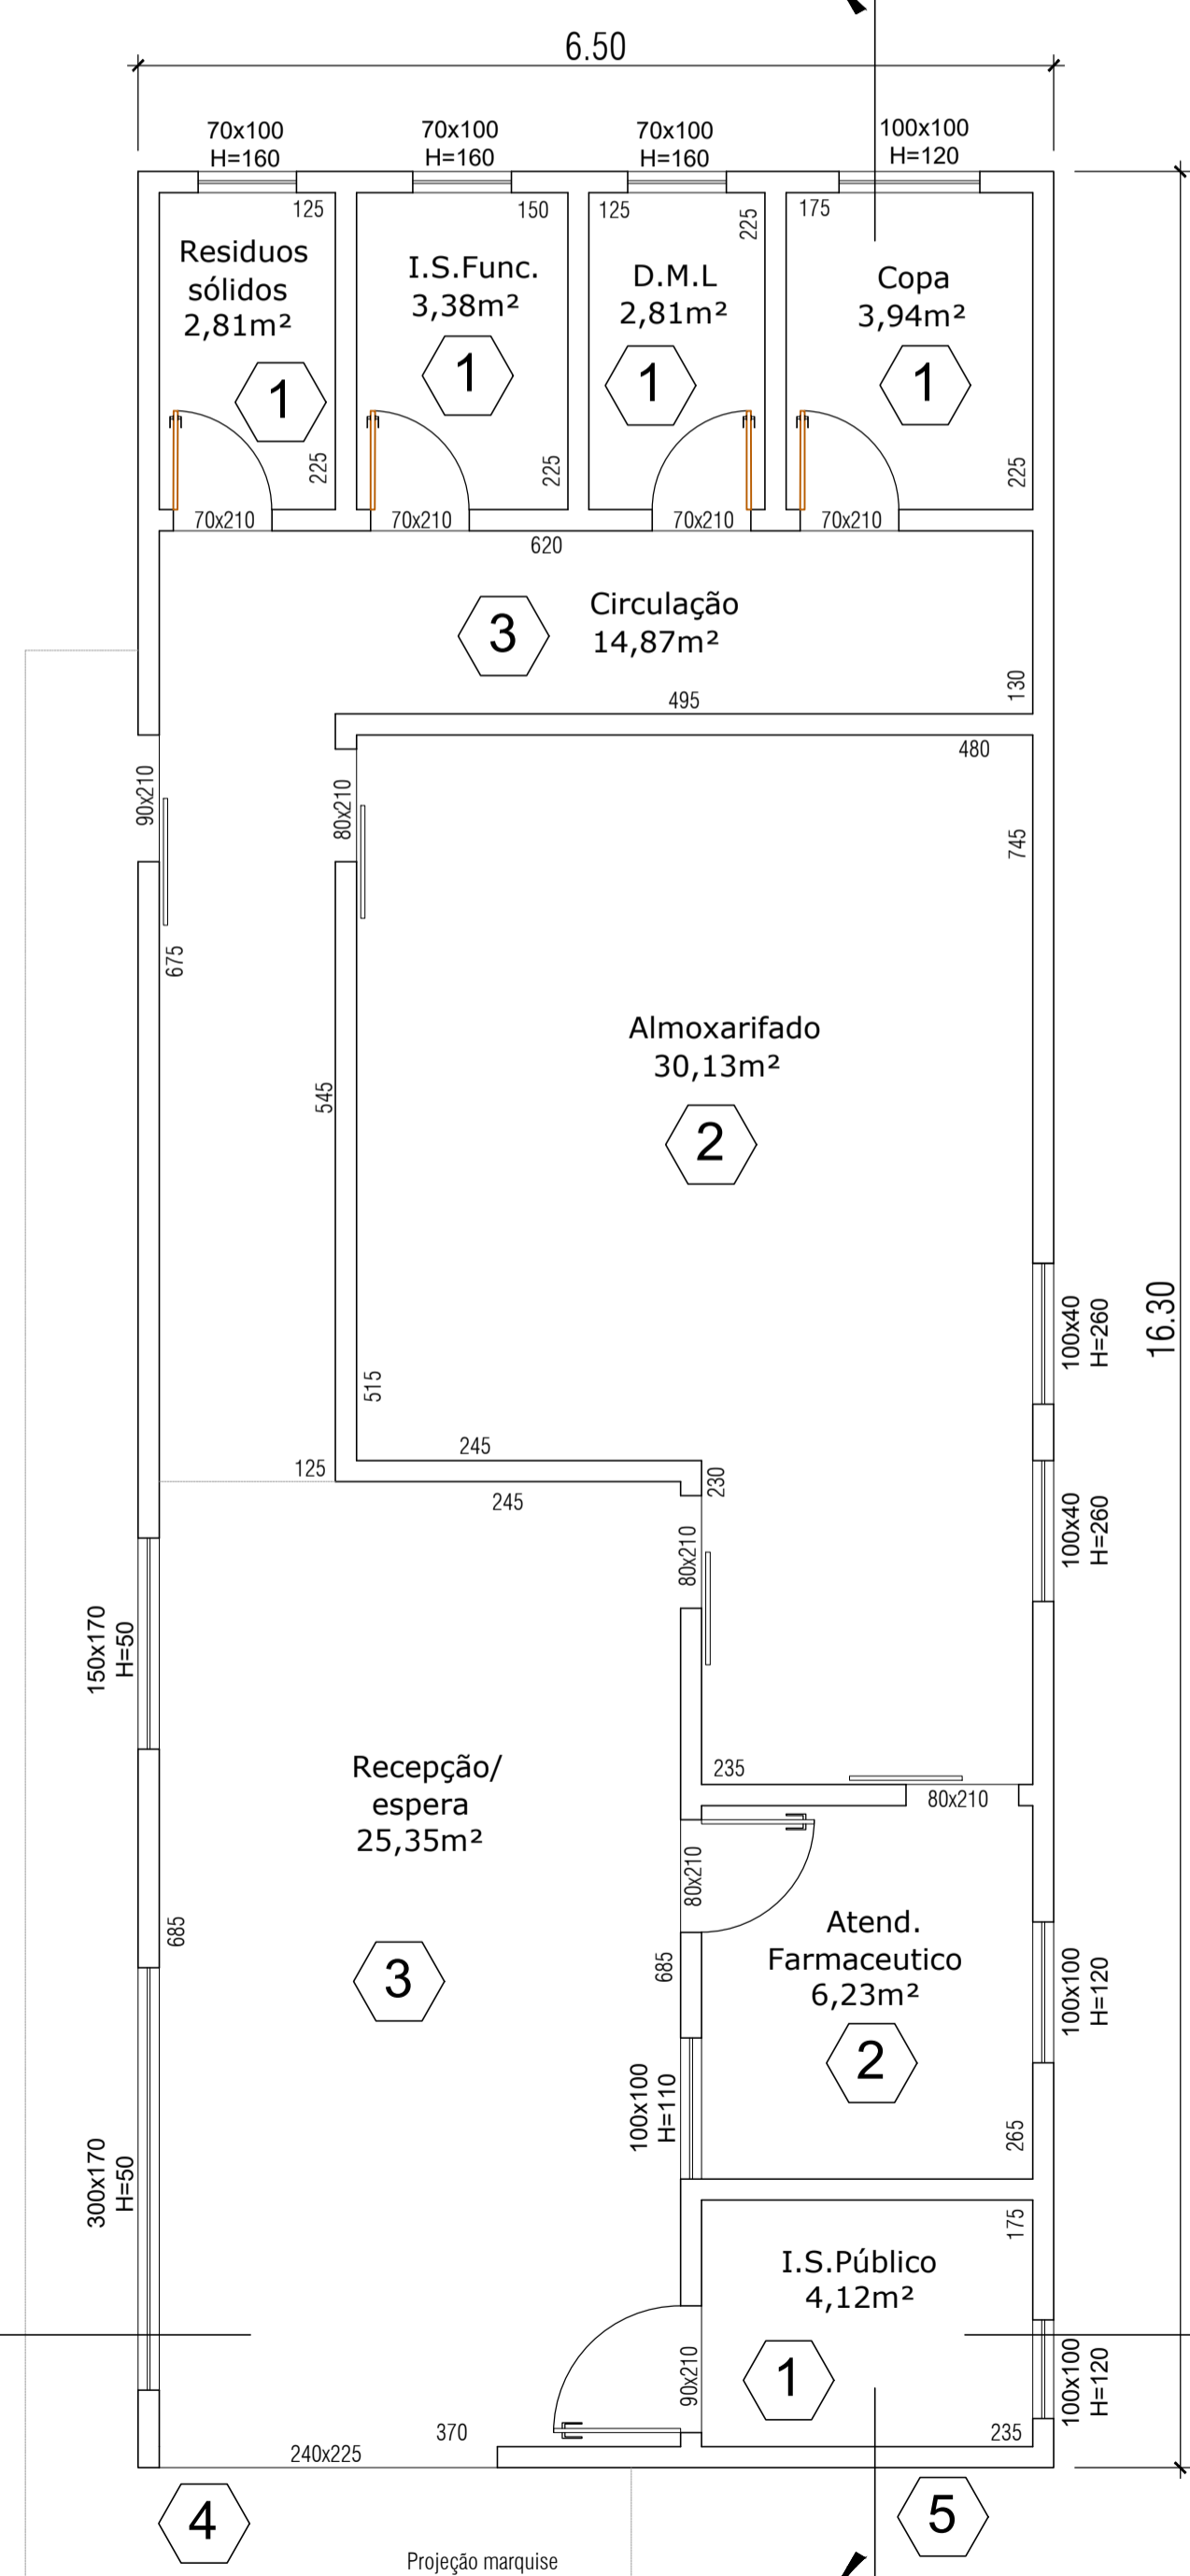 6.50
70x100
H=160
70x100
H=160
70x100
H=160
100x100
H=120
125
150
125
225
175
Residuos
sólidos
2,81m²
I.S.Func.
3,38m²
D.M.L
2,81m²
Copa
3,94m²
1
1
1
1
225
225
225
70x210
70x210
70x210
70x210
620
Circulação
14,87m²
3
130
495
480
90x210
80x210
745
675
Almoxarifado
30,13m²
2
545
515
100x40
H=260
16.30
245
125
245
230
100x40
H=260
80x210
150x170
H=50
235
80x210
Recepção/
espera
25,35m²
80x210
685
3
685
Atend.
Farmaceutico
6,23m²
2
100x100
H=120
100x100
H=110
265
300x170
H=50
175
I.S.Público
4,12m²
1
90x210
100x100
H=120
370
235
240x225
4
5
Projeção marquise